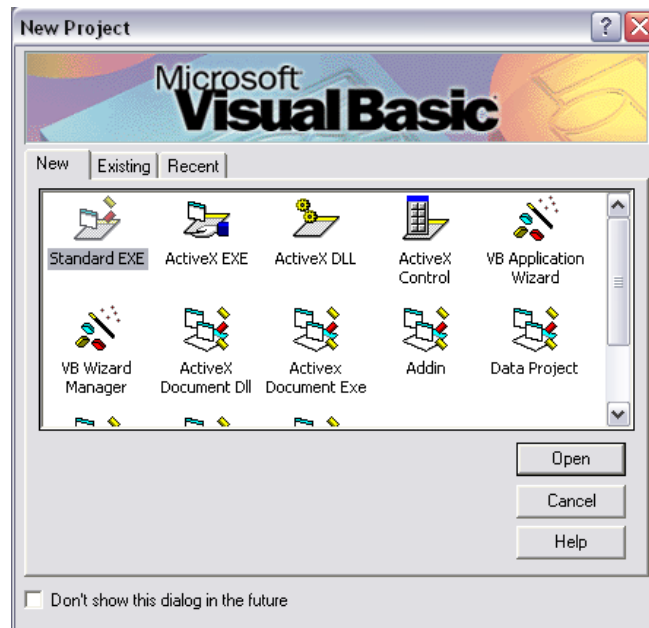 New Project
Microsoft
Visual Basic
New Existing Recent
Standard EXE ActiveX EXE ActiveX DLL ActiveX Control VB Application Wizard
VB Wizard Manager ActiveX Document Dll Activex Document Exe Addin Data Project
Open
Cancel
Help
Don't show this dialog in the future